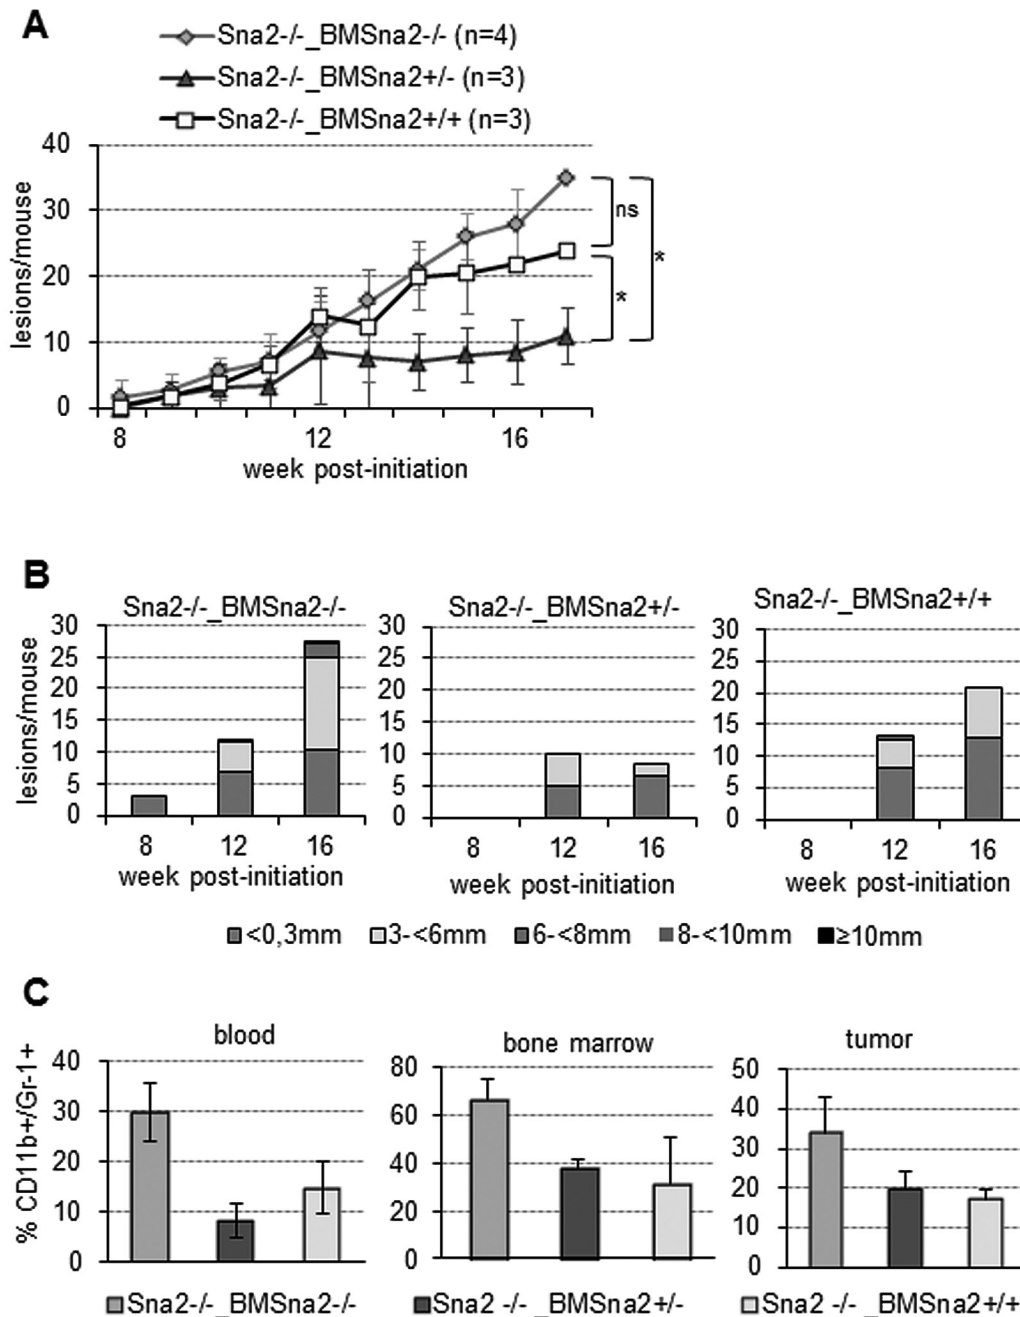 A
Sna2-/-_BMSna2-/- (n=4)
Sna2-/-_BMSna2+/- (n=3)
Sna2-/-_BMSna2+/+ (n=3)
lesions/mouse
40
30
20
10
0
ns
*
*
8 12 16
week post-initiation
B
Sna2-/-_BMSna2-/- Sna2-/-_BMSna2+/- Sna2-/-_BMSna2+/+
lesions/mouse
30 30 30
25 25 25
20 20 20
15 15 15
10 10 10
5 5 5
0 0 0
8 12 16 8 12 16 8 12 16
week post-initiation week post-initiation week post-initiation
<0,3mm 3-<6mm 6-<8mm 8-<10mm ≥10mm
C
blood bone marrow tumor
% CD11b+/Gr-1+
40 80 50
30 60 40
20 40 30
10 20 20
0 0 10
0
Sna2-/-_BMSna2-/- Sna2 -/-_BMSna2+/- Sna2 -/-_BMSna2+/+